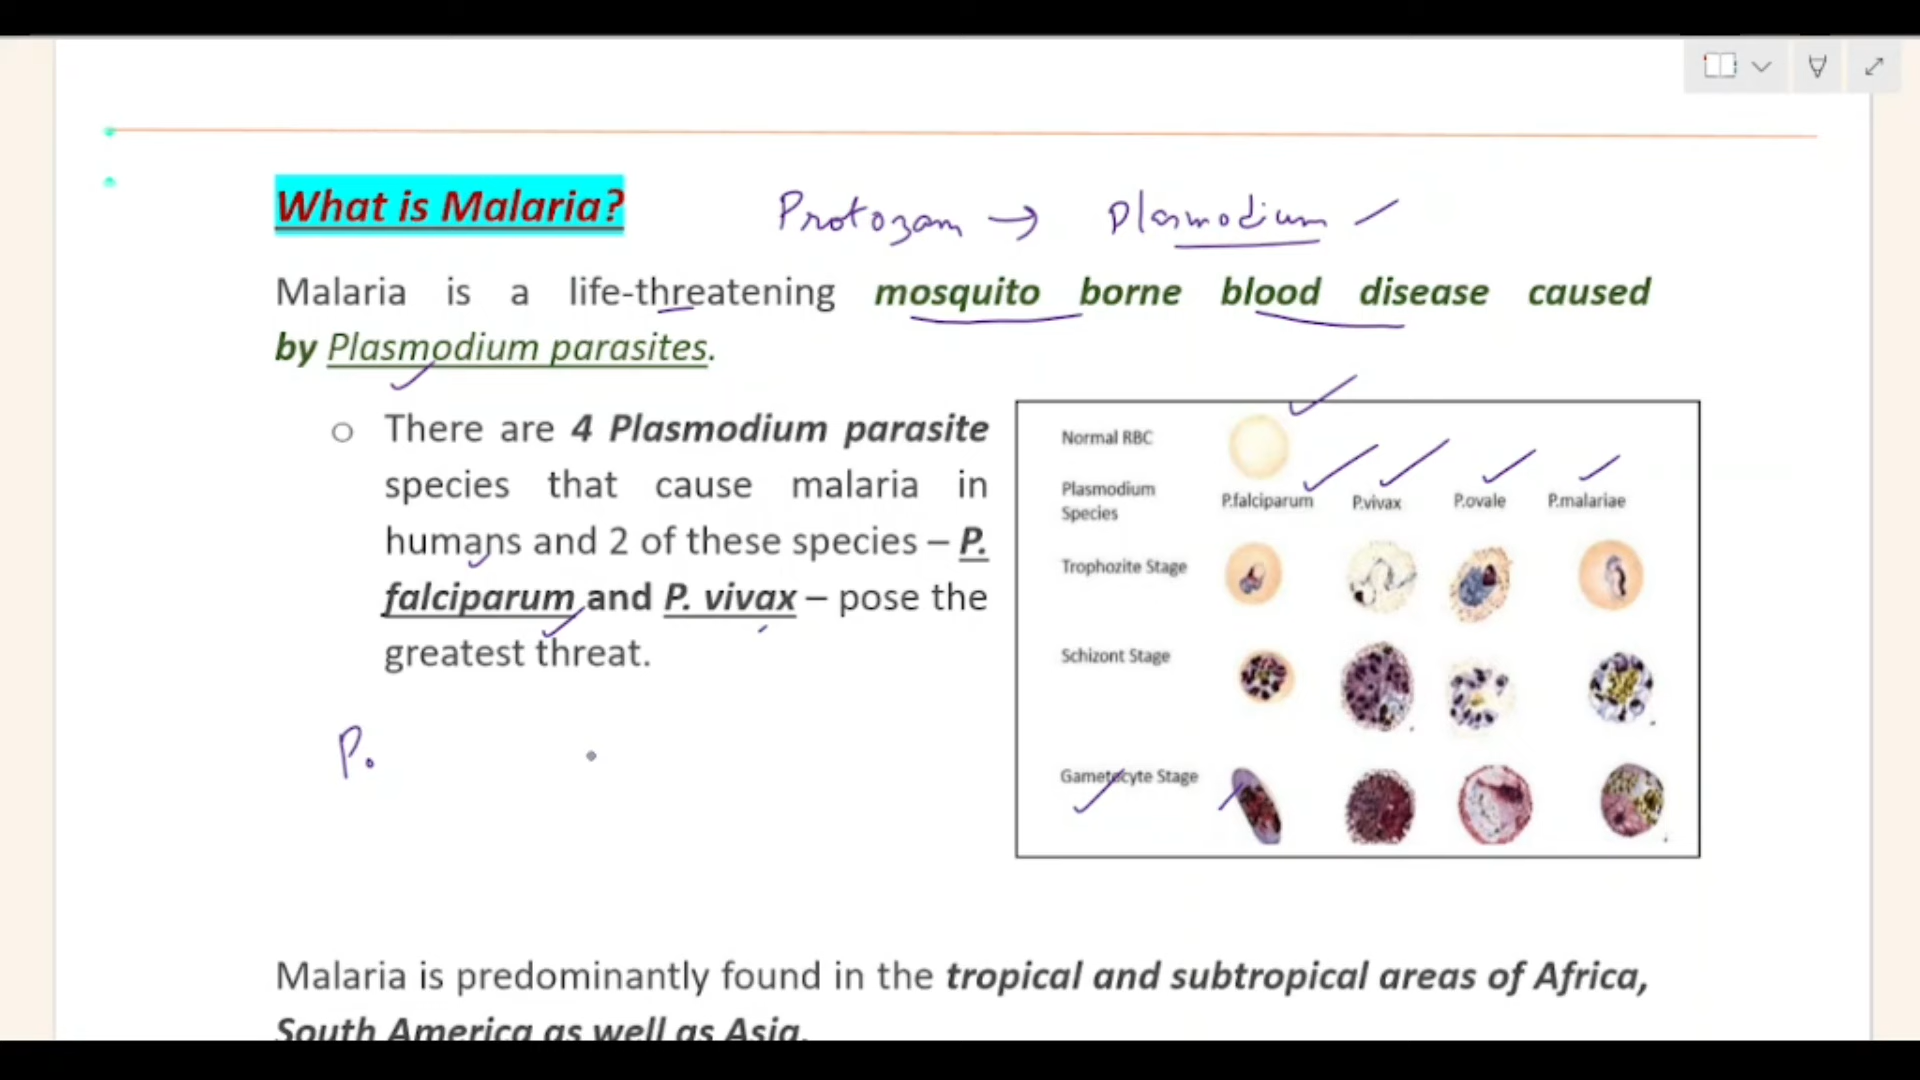 What is Malaria?
Protozoan → Plasmodium
Malaria is a life-threatening mosquito borne blood disease caused
by Plasmodium parasites.
○ There are 4 Plasmodium parasite
species that cause malaria in
humans and 2 of these species – P.
falciparum and P. vivax – pose the
greatest threat.
P.
Normal RBC
Plasmodium
Species
P.falciparum P.vivax P.ovale P.malariae
Trophozite Stage
Schizont Stage
Gametocyte Stage
Malaria is predominantly found in the tropical and subtropical areas of Africa,
South America as well as Asia.